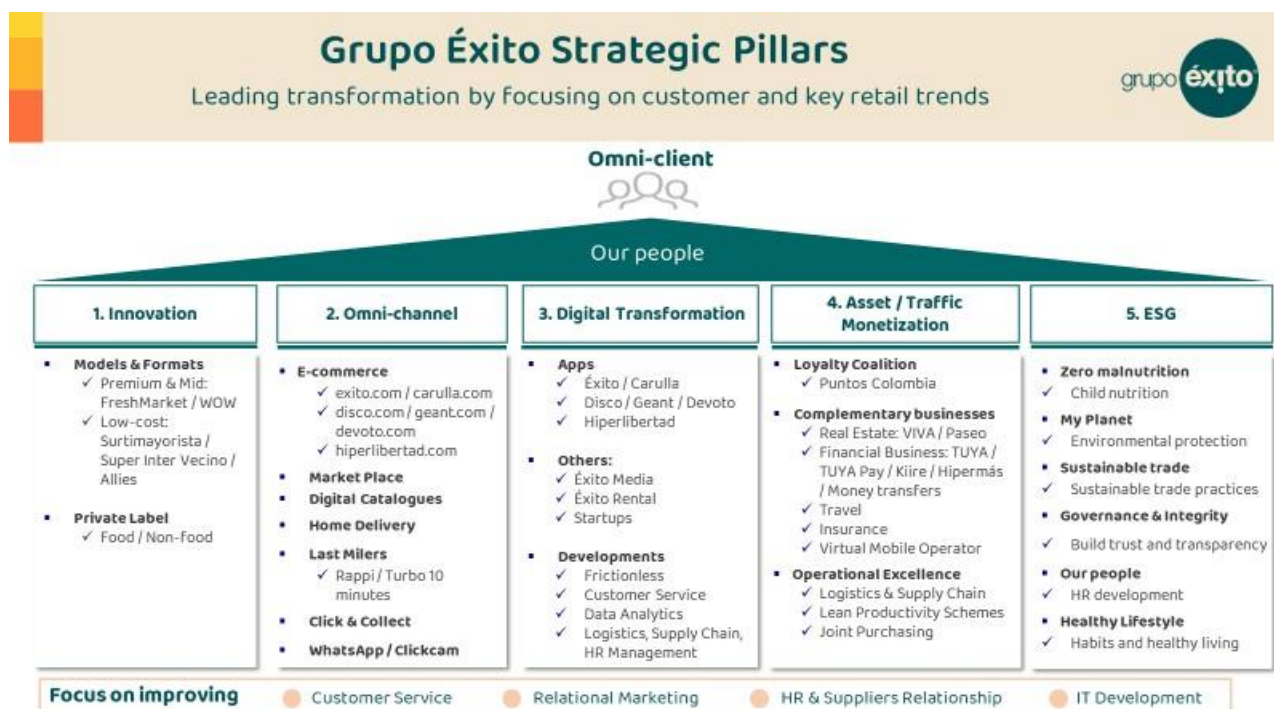 Grupo Éxito Strategic Pillars
Leading transformation by focusing on customer and key retail trends
grupo éxito
Omni-client
Our people
1. Innovation
Models & Formats
Premium & Mid:
FreshMarket / WOW
Low-cost:
Surtimayorista /
Super Inter Vecino /
Allies
Private Label
Food / Non-food
2. Omni-channel
E-commerce
exito.com / carulla.com
disco.com / geant.com /
devoto.com
hiperlibertad.com
Market Place
Digital Catalogues
Home Delivery
Last Milers
Rappi / Turbo 10
minutes
Click & Collect
WhatsApp / Clickcam
3. Digital Transformation
Apps
Éxito / Carulla
Disco / Geant / Devoto
Hiperlibertad
Others:
Éxito Media
Éxito Rental
Startups
Developments
Frictionless
Customer Service
Data Analytics
Logistics, Supply Chain,
HR Management
4. Asset / Traffic
Monetization
Loyalty Coalition
Puntos Colombia
Complementary businesses
Real Estate: VIVA / Paseo
Financial Business: TUYA /
TUYA Pay / Kiire / Hipermás
/ Money transfers
Travel
Insurance
Virtual Mobile Operator
Operational Excellence
Logistics & Supply Chain
Lean Productivity Schemes
Joint Purchasing
5. ESG
Zero malnutrition
Child nutrition
My Planet
Environmental protection
Sustainable trade
Sustainable trade practices
Governance & Integrity
Build trust and transparency
Our people
HR development
Healthy Lifestyle
Habits and healthy living
Focus on improving
Customer Service
Relational Marketing
HR & Suppliers Relationship
IT Development